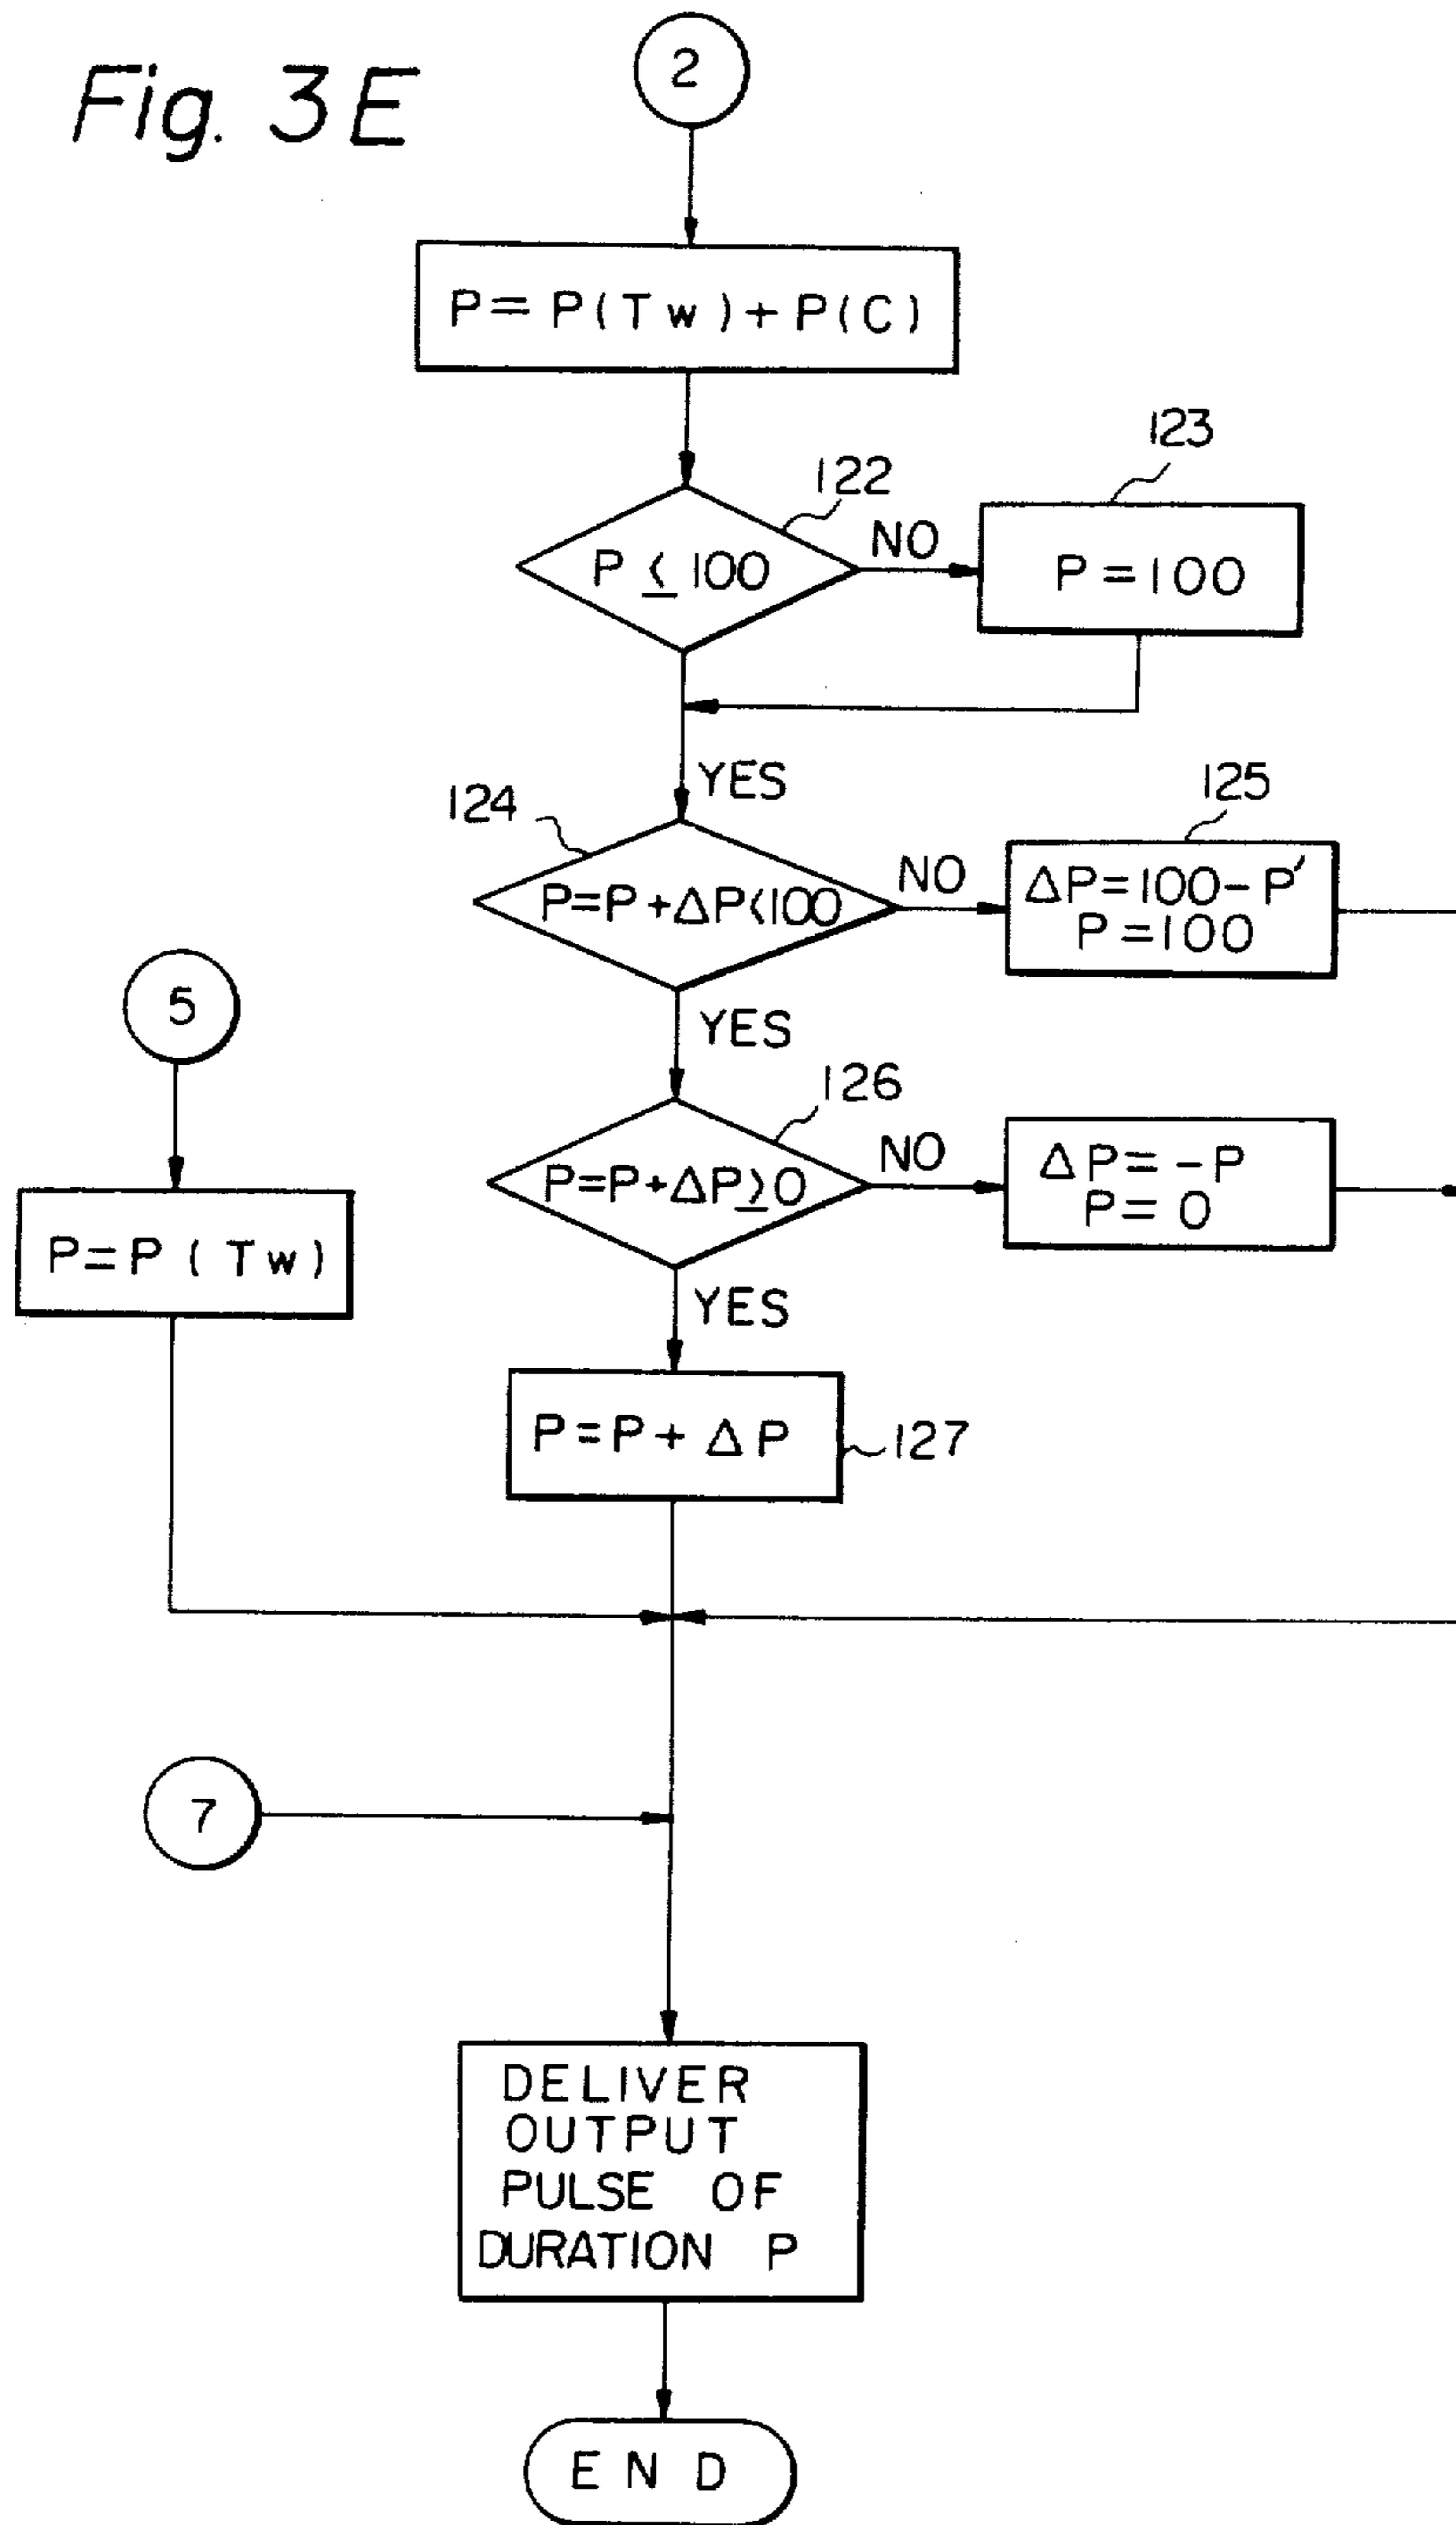 Fig. 3E
2
P = P(Tw) + P(C)
122
123
P ≤ 100
NO
P = 100
YES
124
125
P=P+ΔP<100
NO
ΔP=100-P'
P=100
5
YES
126
P=P+ΔP≥0
NO
ΔP=-P
P=0
P=P(Tw)
YES
P=P+ΔP
127
7
DELIVER
OUTPUT
PULSE OF
DURATION P
END